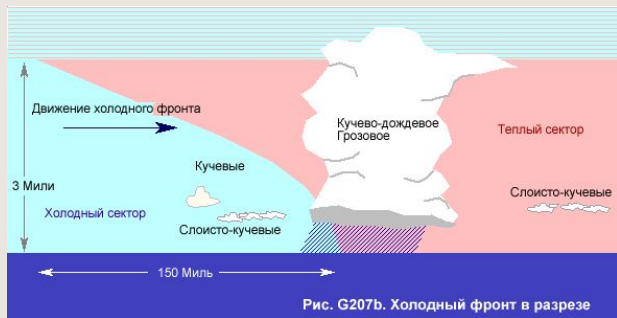 Движение холодного фронта
Кучево-дождевое
Грозовое
Теплый сектор
Кучевые
3 Мили
Слоисто-кучевые
Холодный сектор
Слоисто-кучевые
150 Миль
Рис. G207b. Холодный фронт в разрезе